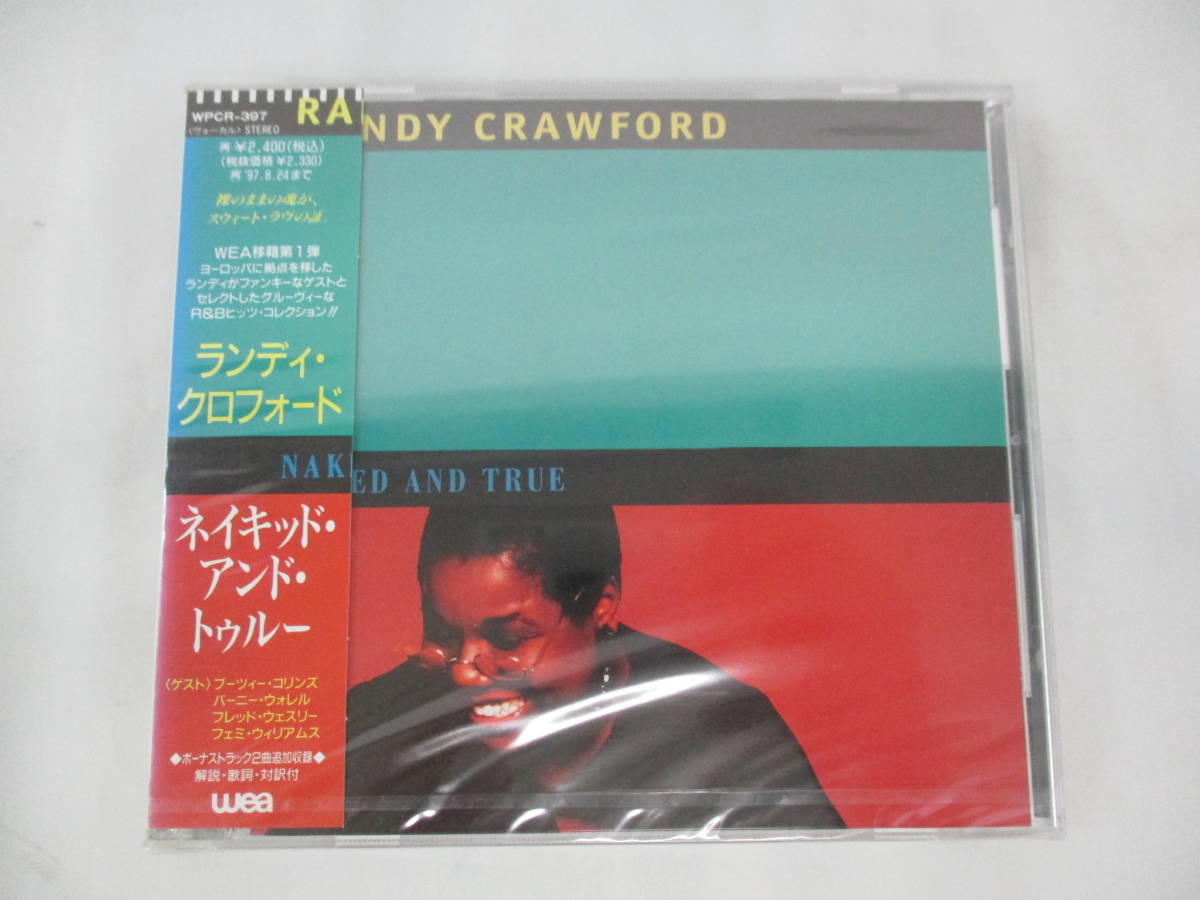 WPCR-397
〈ヴォーカル〉STEREO
RANDY CRAWFORD
再 ¥2,400(税込)
(税抜価格 ¥2,330)
再 '97.8.24まで
裸のままの魂が、
スウィート・ラヴの証。
WEA移籍第1弾
ヨーロッパに拠点を移した
ランディがファンキーなゲストと
セレクトしたグルーヴィーな
R&Bヒッツ・コレクション!!
ランディ・
クロフォード
NAKED AND TRUE
ネイキッド・
アンド・
トゥルー
〈ゲスト〉ブーツィー・コリンズ
バーニー・ウォレル
フレッド・ウェスリー
フェミ・ウィリアムス
◆ボーナストラック2曲追加収録◆
解説・歌詞・対訳付
wea